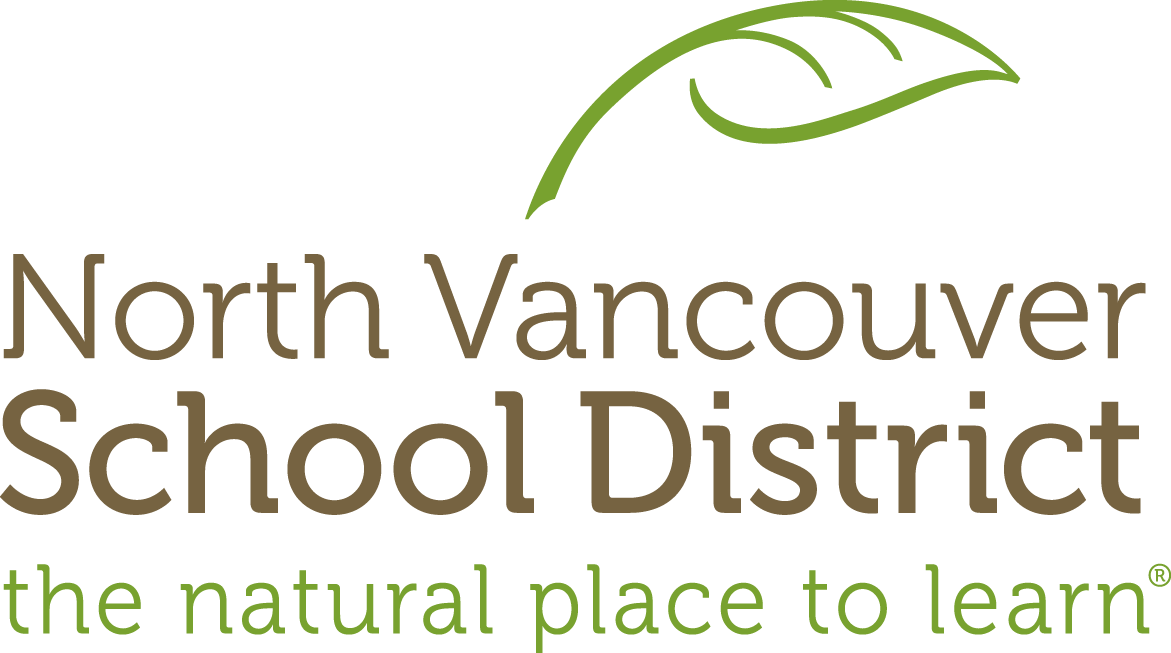 North Vancouver
School District
the natural place to learn®